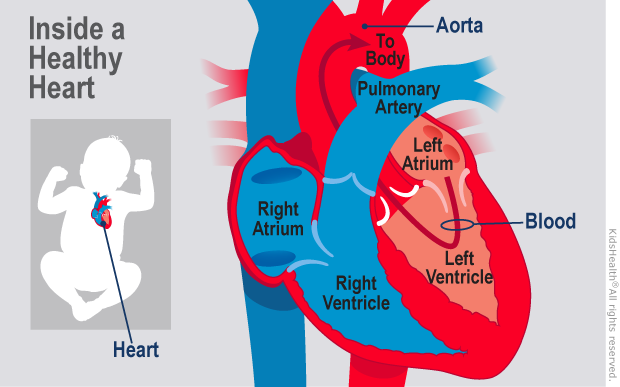 Inside a
Healthy
Heart
Aorta
To
Body
Pulmonary
Artery
Left
Atrium
Right
Atrium
Blood
Left
Ventricle
Right
Ventricle
Heart
KidsHealth® All rights reserved.